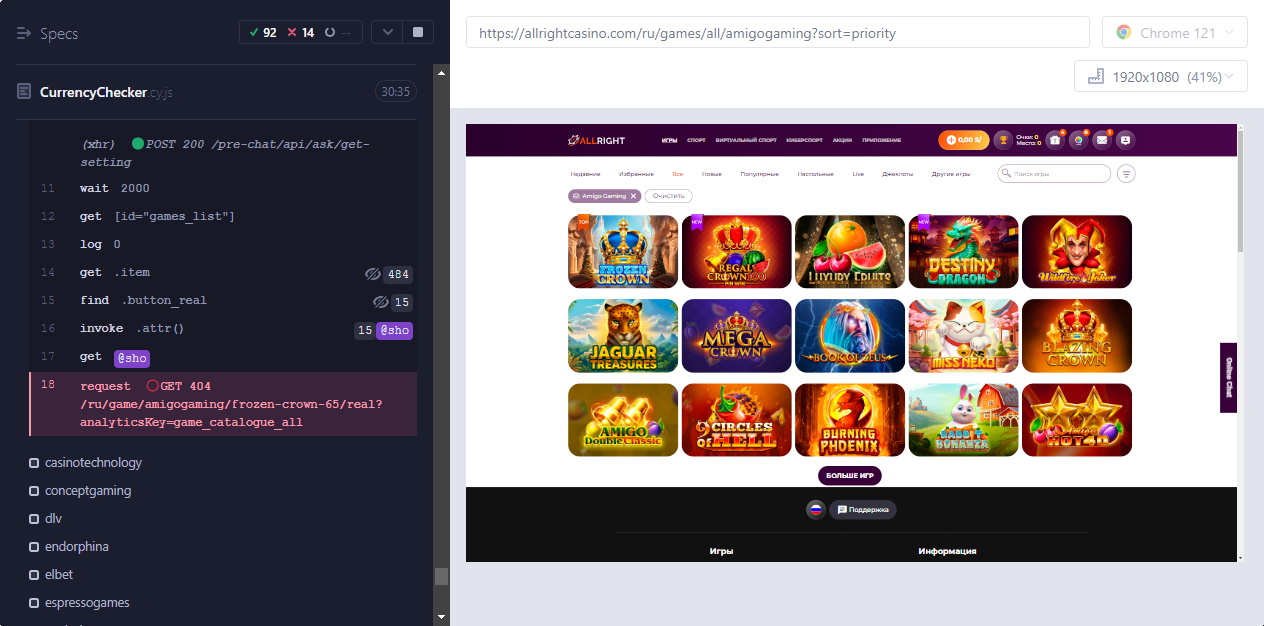 Specs
92
14
--
https://allrightcasino.com/ru/games/all/amigogaming?sort=priority
Chrome 121
1920x1080 (41%)
CurrencyChecker.cy.js
30:35
(xhr) POST 200 /pre-chat/api/ask/get-
setting
11 wait 2000
12 get [id="games_list"]
13 log 0
14 get .item 484
15 find .button_real 15
16 invoke .attr() 15 @sho
17 get @sho
18 request GET 404
/ru/game/amigogaming/frozen-crown-65/real?
analyticsKey=game_catalogue_all
casinotechnology
conceptgaming
dlv
endorphina
elbet
espressogames
ALLRIGHT
ИГРЫ СПОРТ ВИРТУАЛЬНЫЙ СПОРТ КИБЕРСПОРТ АКЦИИ ПРИЛОЖЕНИЕ
0,00 S/
Очки: 0
Место: 0
Недавние Избранные Все Новые Популярные Настольные Live Джекпоты Другие игры
Поиск игры
Amigo Gaming Очистить
TOP
FROZEN CROWN
NEW
REGAL CROWN 100
PIN WIN
LUXURY FRUITS
NEW
DESTINY DRAGON
Wildfire Joker
JAGUAR TREASURES
MEGA CROWN
BOOK OF ZEUS
MISS NEKO
BLAZING CROWN
AMIGO Double Classic
CIRCLES OF HELL
BURNING PHOENIX
RABBIT BONANZA
Amigo HOT 40
БОЛЬШЕ ИГР
Online Chat
Поддержка
Игры Информация